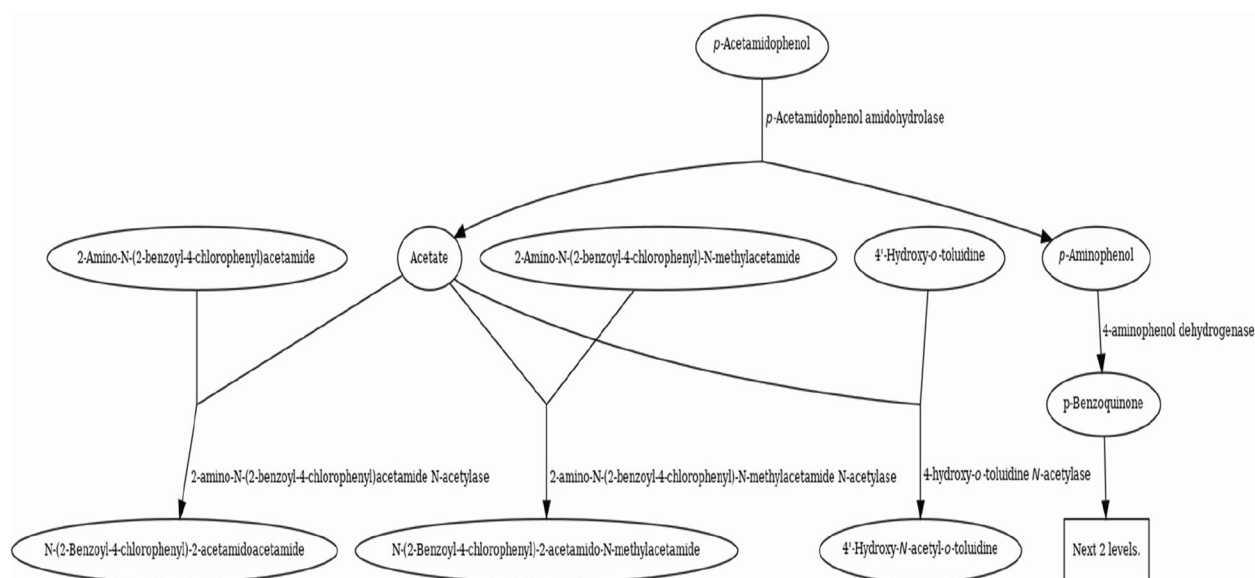 p-Acetamidophenol
p-Acetamidophenol amidohydrolase
2-Amino-N-(2-benzoyl-4-chlorophenyl)acetamide
Acetate
2-Amino-N-(2-benzoyl-4-chlorophenyl)-N-methylacetamide
4'-Hydroxy-o-toluidine
p-Aminophenol
4-aminophenol dehydrogenase
p-Benzoquinone
2-amino-N-(2-benzoyl-4-chlorophenyl)acetamide N-acetylase
2-amino-N-(2-benzoyl-4-chlorophenyl)-N-methylacetamide N-acetylase
4-hydroxy-o-toluidine N-acetylase
N-(2-Benzoyl-4-chlorophenyl)-2-acetamidoacetamide
N-(2-Benzoyl-4-chlorophenyl)-2-acetamido-N-methylacetamide
4'-Hydroxy-N-acetyl-o-toluidine
Next 2 levels.